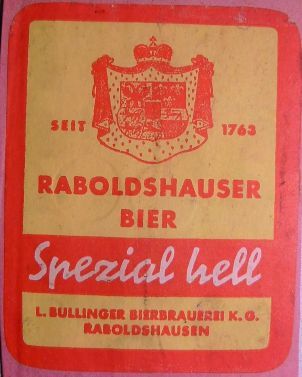 SEIT 1763
RABOLDSHAUSER
BIER
Spezial hell
L. BULLINGER BIERBRAUEREI K. G.
RABOLDSHAUSEN